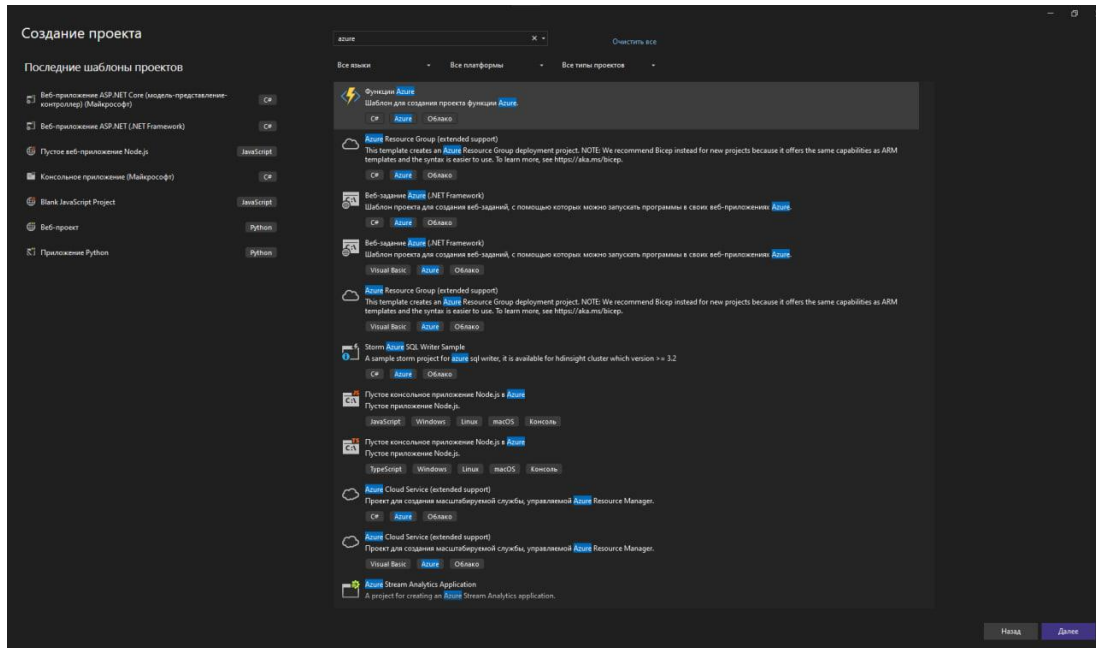 Создание проекта
azure
Очистить все
Последние шаблоны проектов
Все языки
Все платформы
Все типы проектов
Веб-приложение ASP.NET Core (модель-представление-
контроллер) (Майкрософт)
C#
Веб-приложение ASP.NET (.NET Framework)
C#
Пустое веб-приложение Node.js
JavaScript
Консольное приложение (Майкрософт)
C#
Blank JavaScript Project
JavaScript
Веб-проект
Python
Приложение Python
Python
Функции Azure
Шаблон для создания проекта функции Azure.
C# Azure Облако
Azure Resource Group (extended support)
This template creates an Azure Resource Group deployment project. NOTE: We recommend Bicep instead for new projects because it offers the same capabilities as ARM
templates and the syntax is easier to use. To learn more, see https://aka.ms/bicep.
C# Azure Облако
Веб-задание Azure (.NET Framework)
Шаблон проекта для создания веб-заданий, с помощью которых можно запускать программы в своих веб-приложениях Azure.
C# Azure Облако
Веб-задание Azure (.NET Framework)
Шаблон проекта для создания веб-заданий, с помощью которых можно запускать программы в своих веб-приложениях Azure.
Visual Basic Azure Облако
Azure Resource Group (extended support)
This template creates an Azure Resource Group deployment project. NOTE: We recommend Bicep instead for new projects because it offers the same capabilities as ARM
templates and the syntax is easier to use. To learn more, see https://aka.ms/bicep.
Visual Basic Azure Облако
Storm Azure SQL Writer Sample
A sample storm project for azure sql writer, it is available for hdinsight cluster which version >= 3.2
C# Azure Облако
Пустое консольное приложение Node.js в Azure
Пустое приложение Node.js.
JavaScript Windows Linux macOS Консоль
Пустое консольное приложение Node.js в Azure
Пустое приложение Node.js.
TypeScript Windows Linux macOS Консоль
Azure Cloud Service (extended support)
Проект для создания масштабируемой службы, управляемой Azure Resource Manager.
C# Azure Облако
Azure Cloud Service (extended support)
Проект для создания масштабируемой службы, управляемой Azure Resource Manager.
Visual Basic Azure Облако
Azure Stream Analytics Application
A project for creating an Azure Stream Analytics application.
Назад
Далее